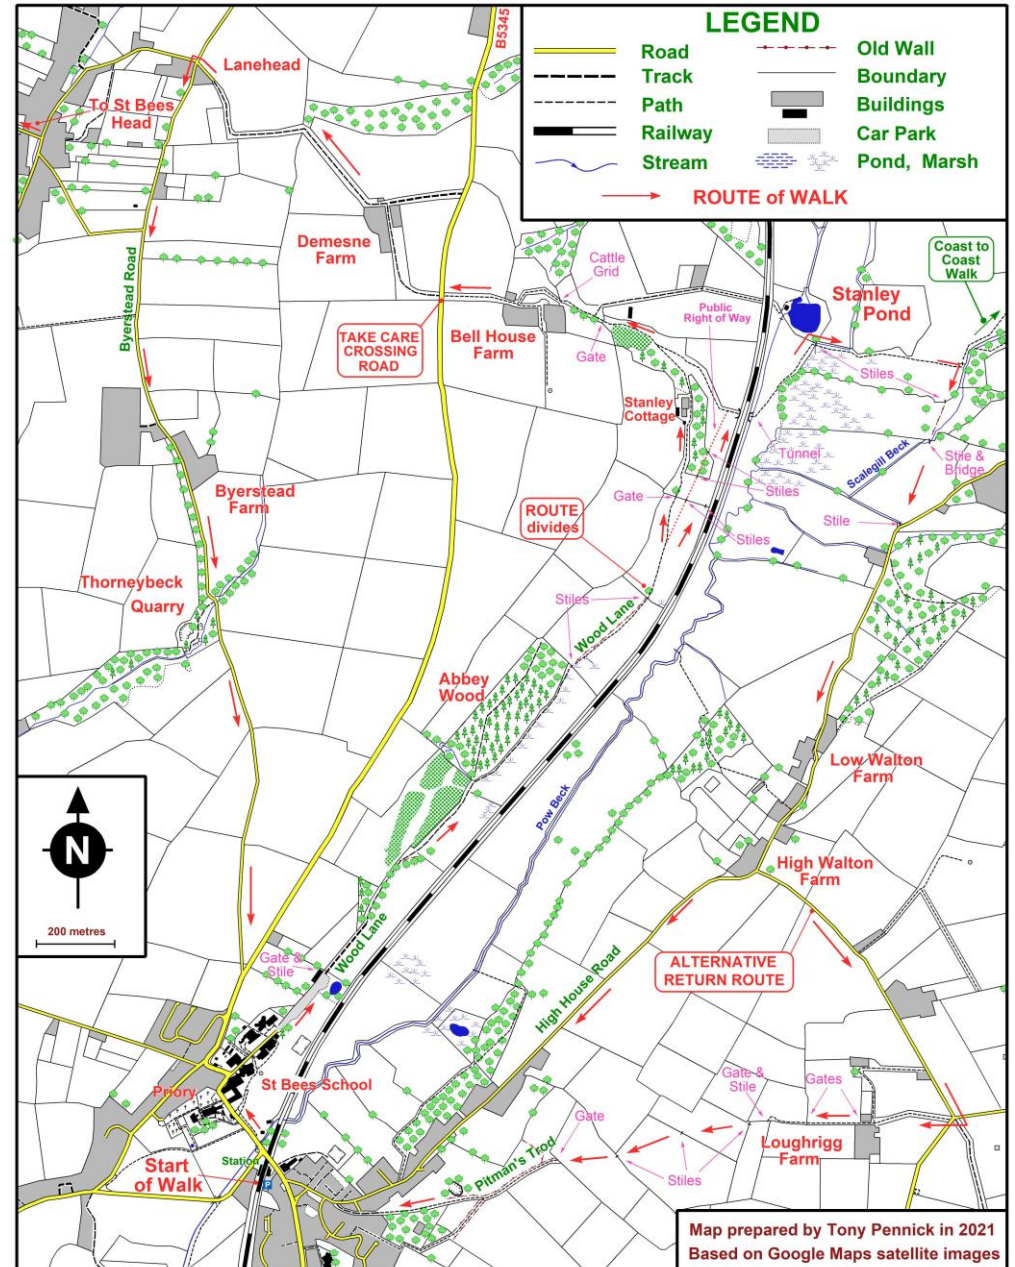 LEGEND
Road
Track
Path
Railway
Stream
Old Wall
Boundary
Buildings
Car Park
Pond, Marsh
ROUTE of WALK
B5345
Lanehead
To St Bees
Head
Demesne
Farm
Byerstead Road
TAKE CARE
CROSSING
ROAD
Bell House
Farm
Cattle
Grid
Gate
Public
Right of Way
Stanley
Pond
Coast to
Coast
Walk
Stiles
Stanley
Cottage
Tunnel
Scalegill Beck
Stile &
Bridge
Byerstead
Farm
ROUTE
divides
Gate
Stiles
Stiles
Stile
Thorneybeck
Quarry
Stiles
Wood Lane
Abbey
Wood
Pow Beck
Low Walton
Farm
N
200 metres
High Walton
Farm
Wood Lane
Gate &
Stile
High House Road
ALTERNATIVE
RETURN ROUTE
Priory
St Bees School
Gate &
Stile
Gates
Gate
Loughrigg
Farm
Station
Start
of Walk
P
Pitman's Trod
Stiles
Map prepared by Tony Pennick in 2021
Based on Google Maps satellite images